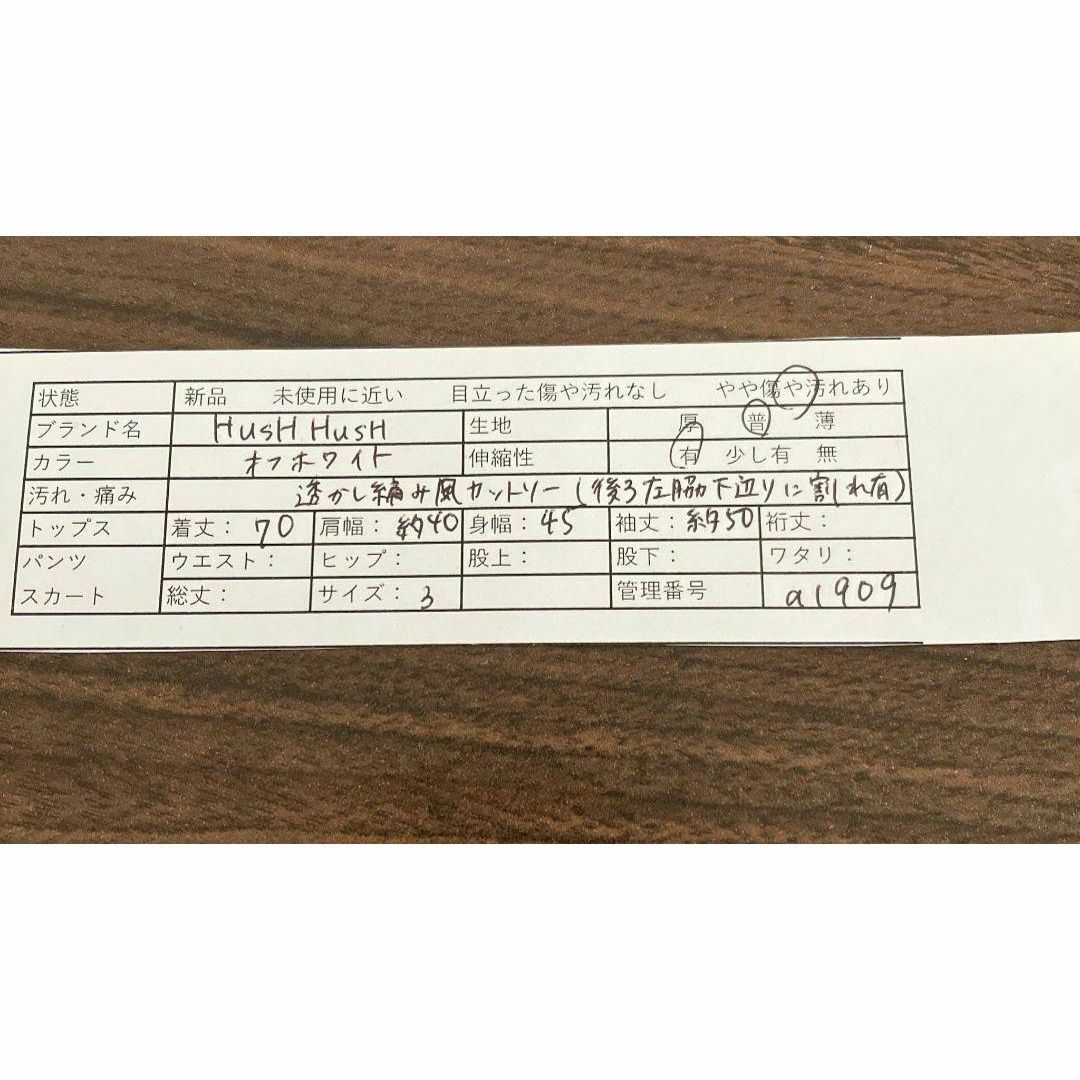 状態 新品 未使用に近い 目立った傷や汚れなし やや傷や汚れあり
ブランド名 HusH HusH 生地 厚 普 薄
カラー オフホワイト 伸縮性 有 少し有 無
汚れ・痛み 透かし編み風カットソー(後ろ左脇下辺りに割れ有)
トップス 着丈: 70 肩幅: 約40 身幅: 45 袖丈: 約50 裄丈:
パンツ ウエスト: ヒップ: 股上: 股下: ワタリ:
スカート 総丈: サイズ: 3 管理番号 a1909